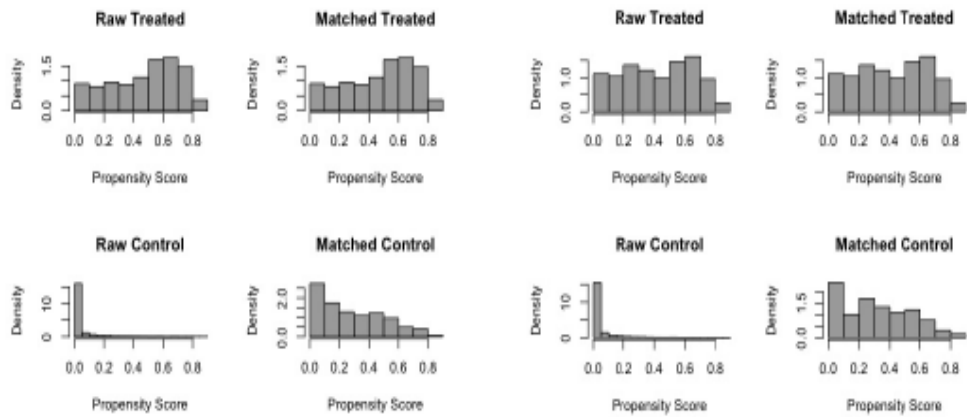 Raw Treated
Matched Treated
Raw Treated
Matched Treated
Density
0.0 1.5
0.0 0.2 0.4 0.6 0.8
Propensity Score
Density
0.0 1.5
0.0 0.2 0.4 0.6 0.8
Propensity Score
Density
0.0 1.0
0.0 0.2 0.4 0.6 0.8
Propensity Score
Density
0.0 1.0
0.0 0.2 0.4 0.6 0.8
Propensity Score
Raw Control
Matched Control
Raw Control
Matched Control
Density
0 10
0.0 0.2 0.4 0.6 0.8
Propensity Score
Density
0.0 2.0
0.0 0.2 0.4 0.6 0.8
Propensity Score
Density
0 10
0.0 0.2 0.4 0.6 0.8
Propensity Score
Density
0.0 1.5
0.0 0.2 0.4 0.6 0.8
Propensity Score